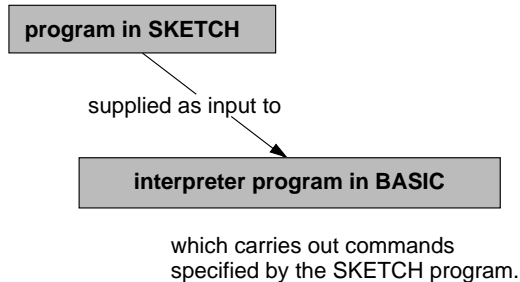 program in SKETCH
supplied as input to
interpreter program in BASIC
which carries out commands
specified by the SKETCH program.